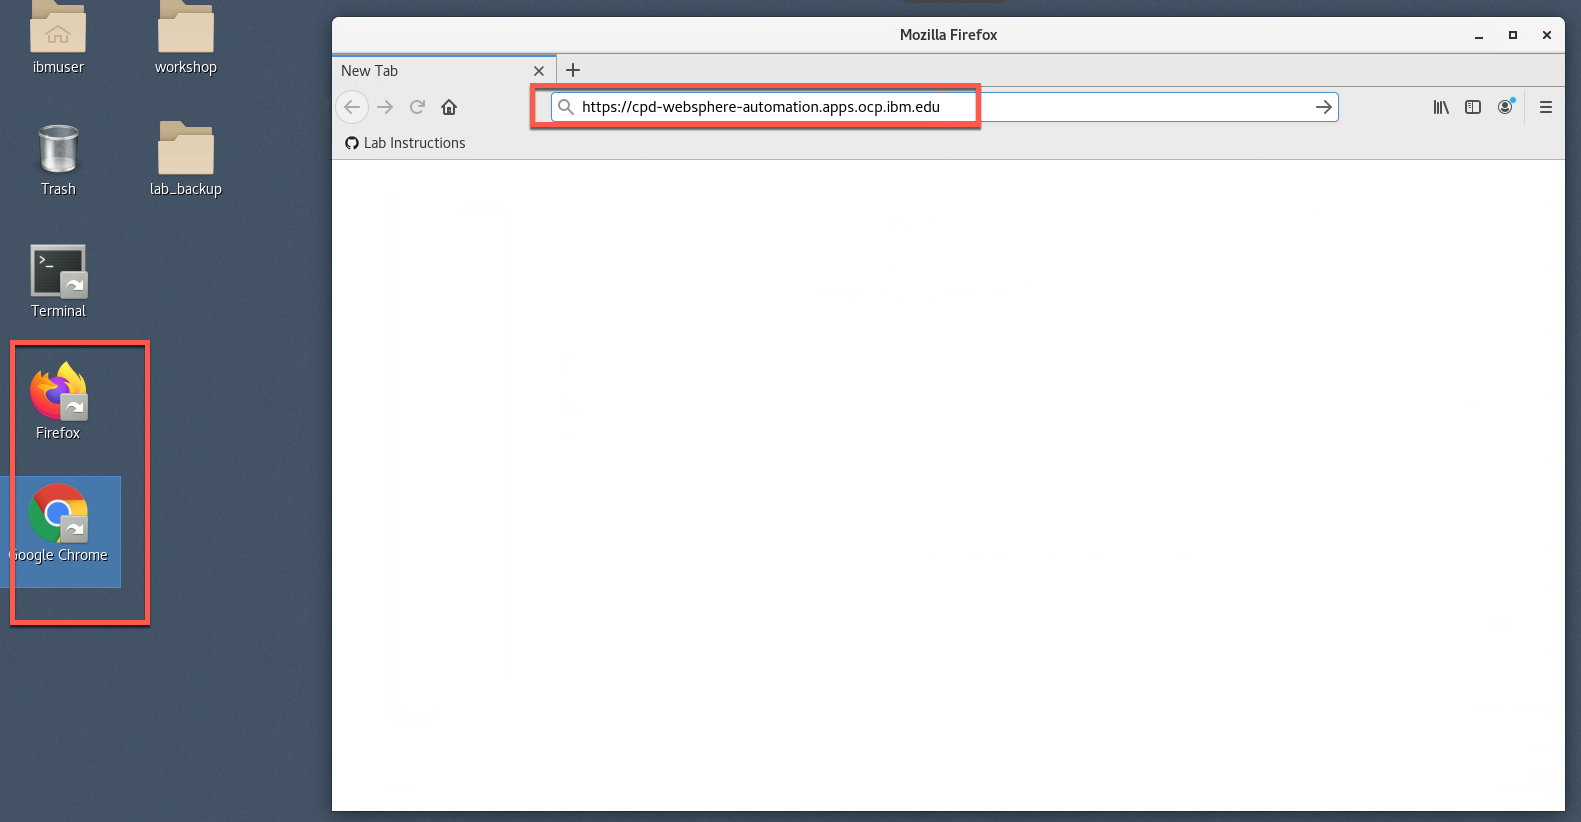 ibmuser
workshop
Trash
lab_backup
>_
Terminal
Firefox
Google Chrome
Mozilla Firefox
New Tab
https://cpd-websphere-automation.apps.ocp.ibm.edu
Lab Instructions